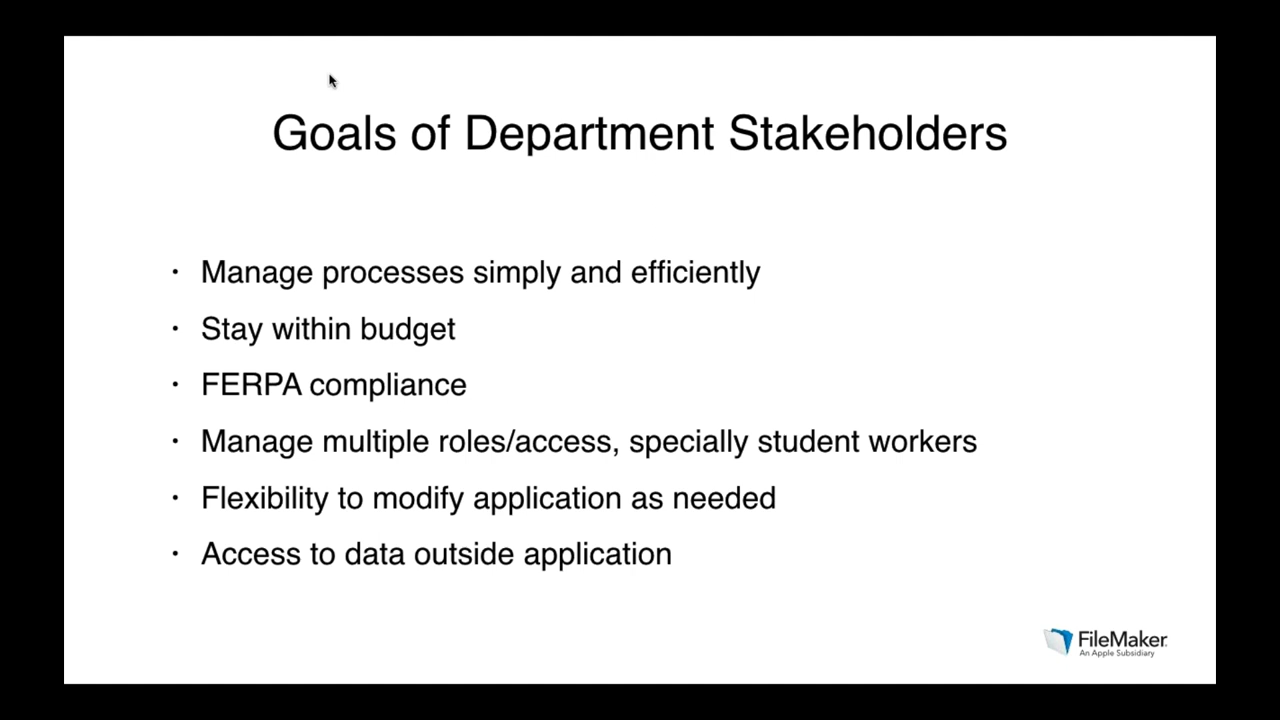 Goals of Department Stakeholders
• Manage processes simply and efficiently
• Stay within budget
• FERPA compliance
• Manage multiple roles/access, specially student workers
• Flexibility to modify application as needed
• Access to data outside application
FileMaker
An Apple Subsidiary